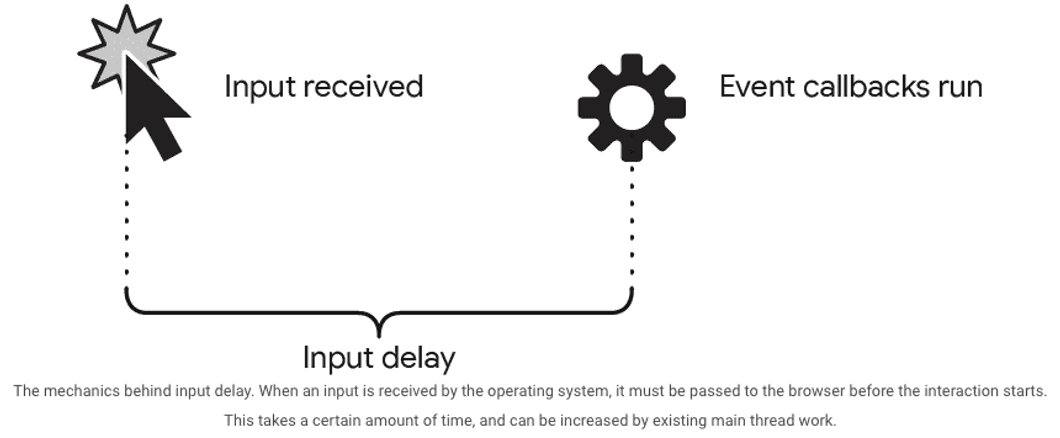 Input received
Event callbacks run
Input delay
The mechanics behind input delay. When an input is received by the operating system, it must be passed to the browser before the interaction starts.
This takes a certain amount of time, and can be increased by existing main thread work.